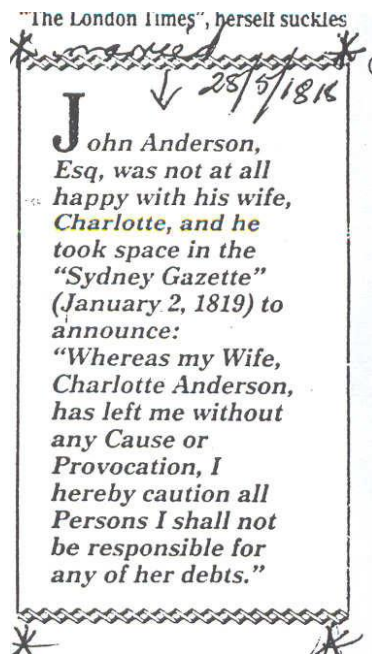 "The London Times", herself suckles
married
28/5/1818
John Anderson,
Esq, was not at all
happy with his wife,
Charlotte, and he
took space in the
"Sydney Gazette"
(January 2, 1819) to
announce:
"Whereas my Wife,
Charlotte Anderson,
has left me without
any Cause or
Provocation, I
hereby caution all
Persons I shall not
be responsible for
any of her debts."